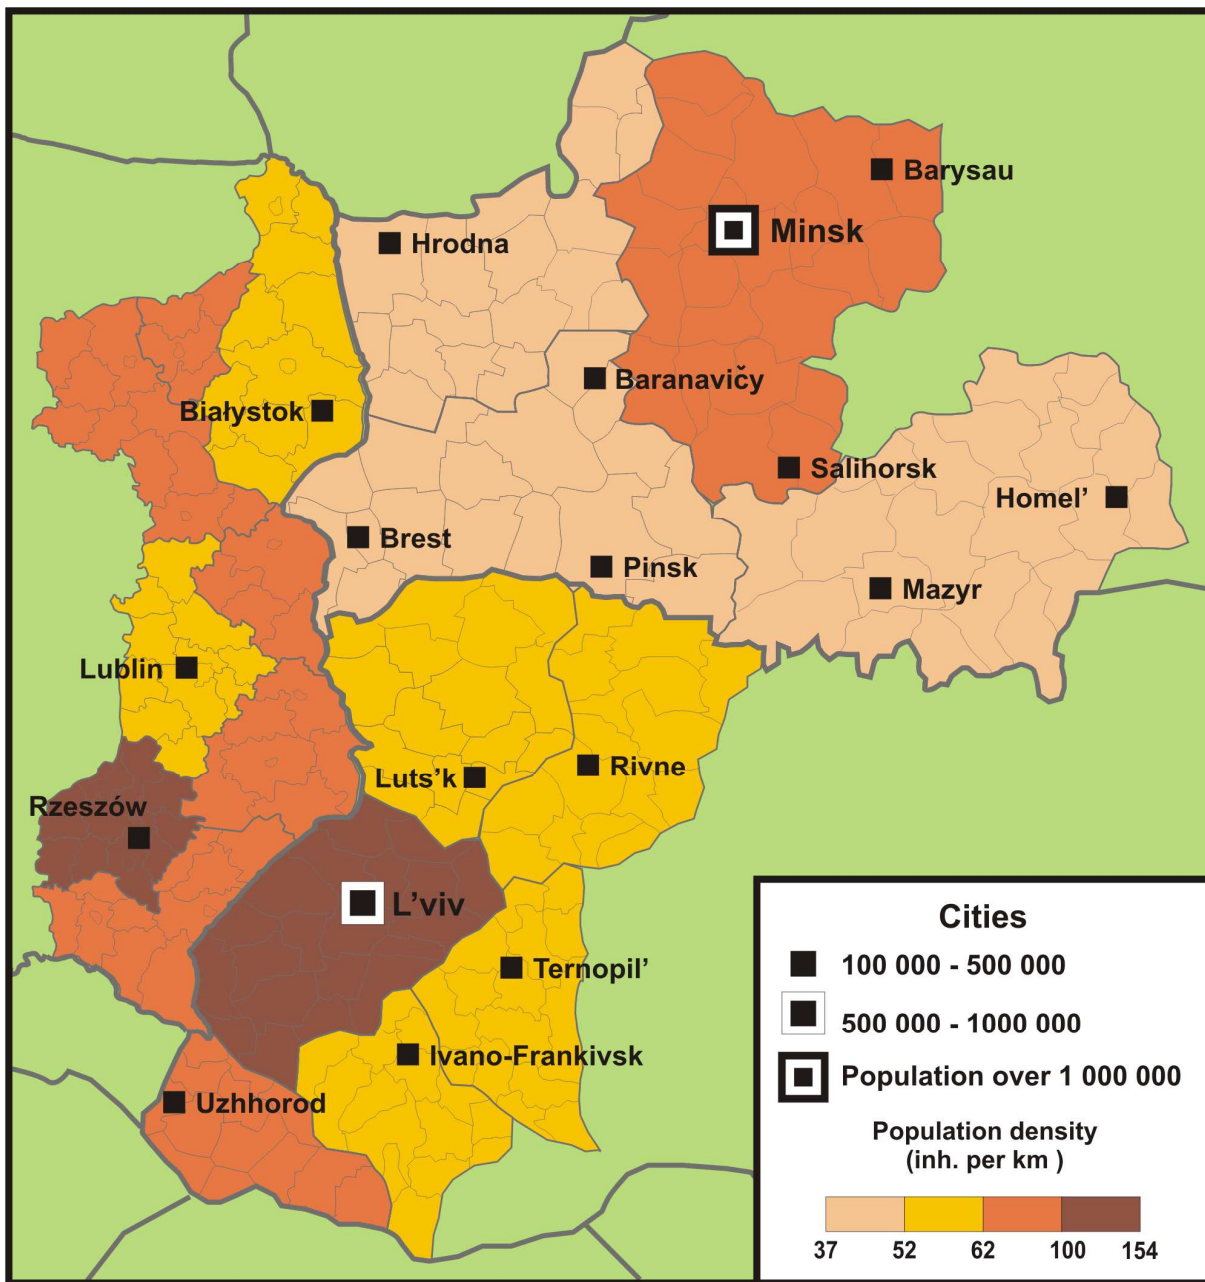 Barysau
Minsk
Hrodna
Baranavičy
Białystok
Salihorsk
Homel’
Brest
Pinsk
Mazyr
Lublin
Luts’k
Rivne
Rzeszów
L’viv
Ternopil’
Ivano-Frankivsk
Uzhhorod
Cities
100 000 - 500 000
500 000 - 1000 000
Population over 1 000 000
Population density
(inh. per km )
37 52 62 100 154